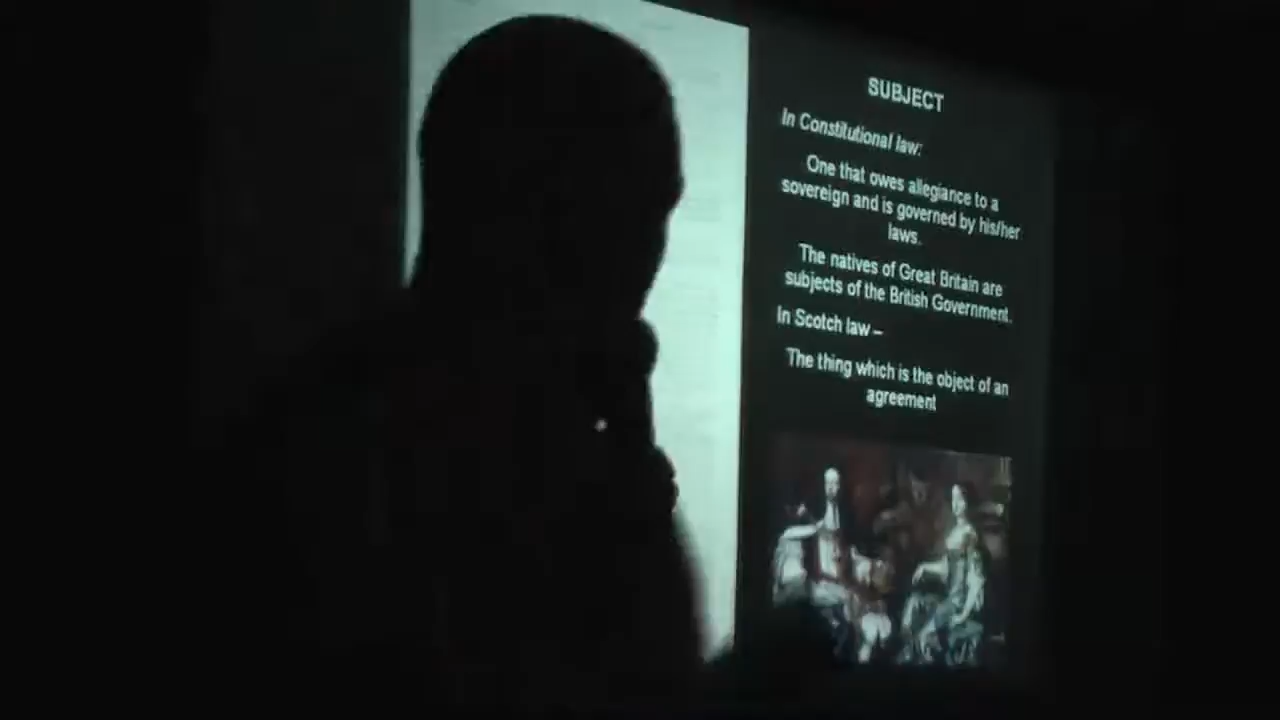 SUBJECT
In Constitutional law:
One that owes allegiance to a
sovereign and is governed by his/her
laws.
The natives of Great Britain are
subjects of the British Government.
In Scotch law –
The thing which is the object of an
agreement